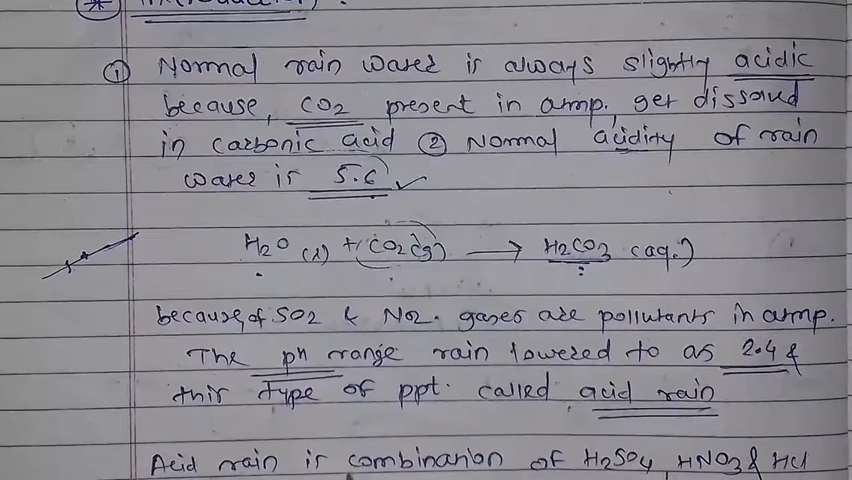 Introduction :
① Normal rain water is always slightly acidic
because, CO2 present in atmp. get dissolved
in carbonic acid ② Normal acidity of rain
water is 5.6
H2O (l) + CO2(g) → H2CO3 (aq.)
because, of SO2 & NO2. gases are pollutants in atmp.
The pH range rain lowered to as 2.4 &
this type of ppt. called acid rain
Acid rain is combination of H2SO4, HNO3 & HCl